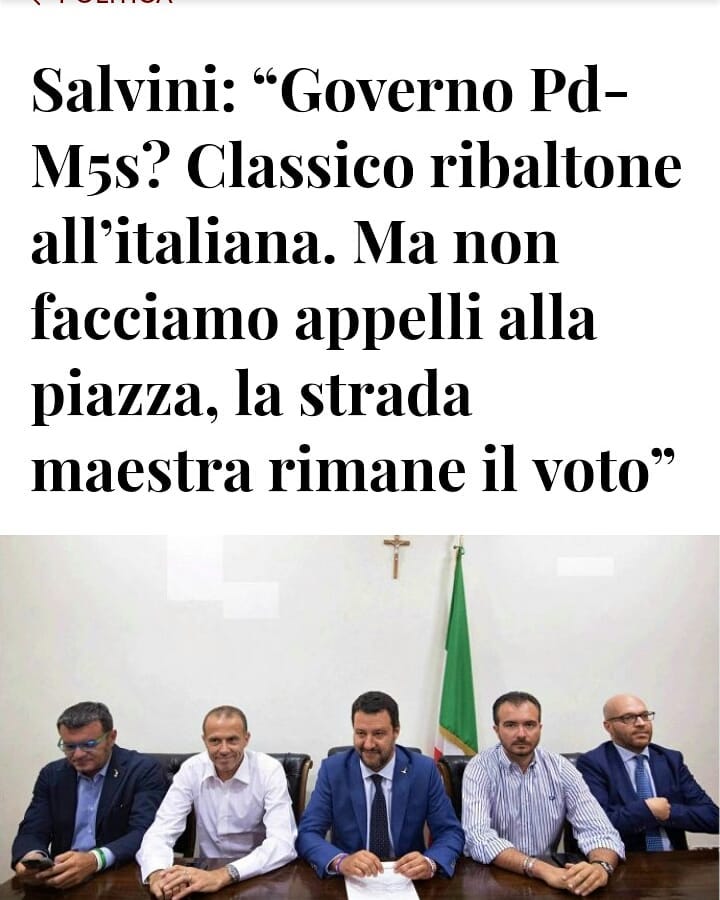 POLITICA
Salvini: “Governo Pd-
M5s? Classico ribaltone
all’italiana. Ma non
facciamo appelli alla
piazza, la strada
maestra rimane il voto”